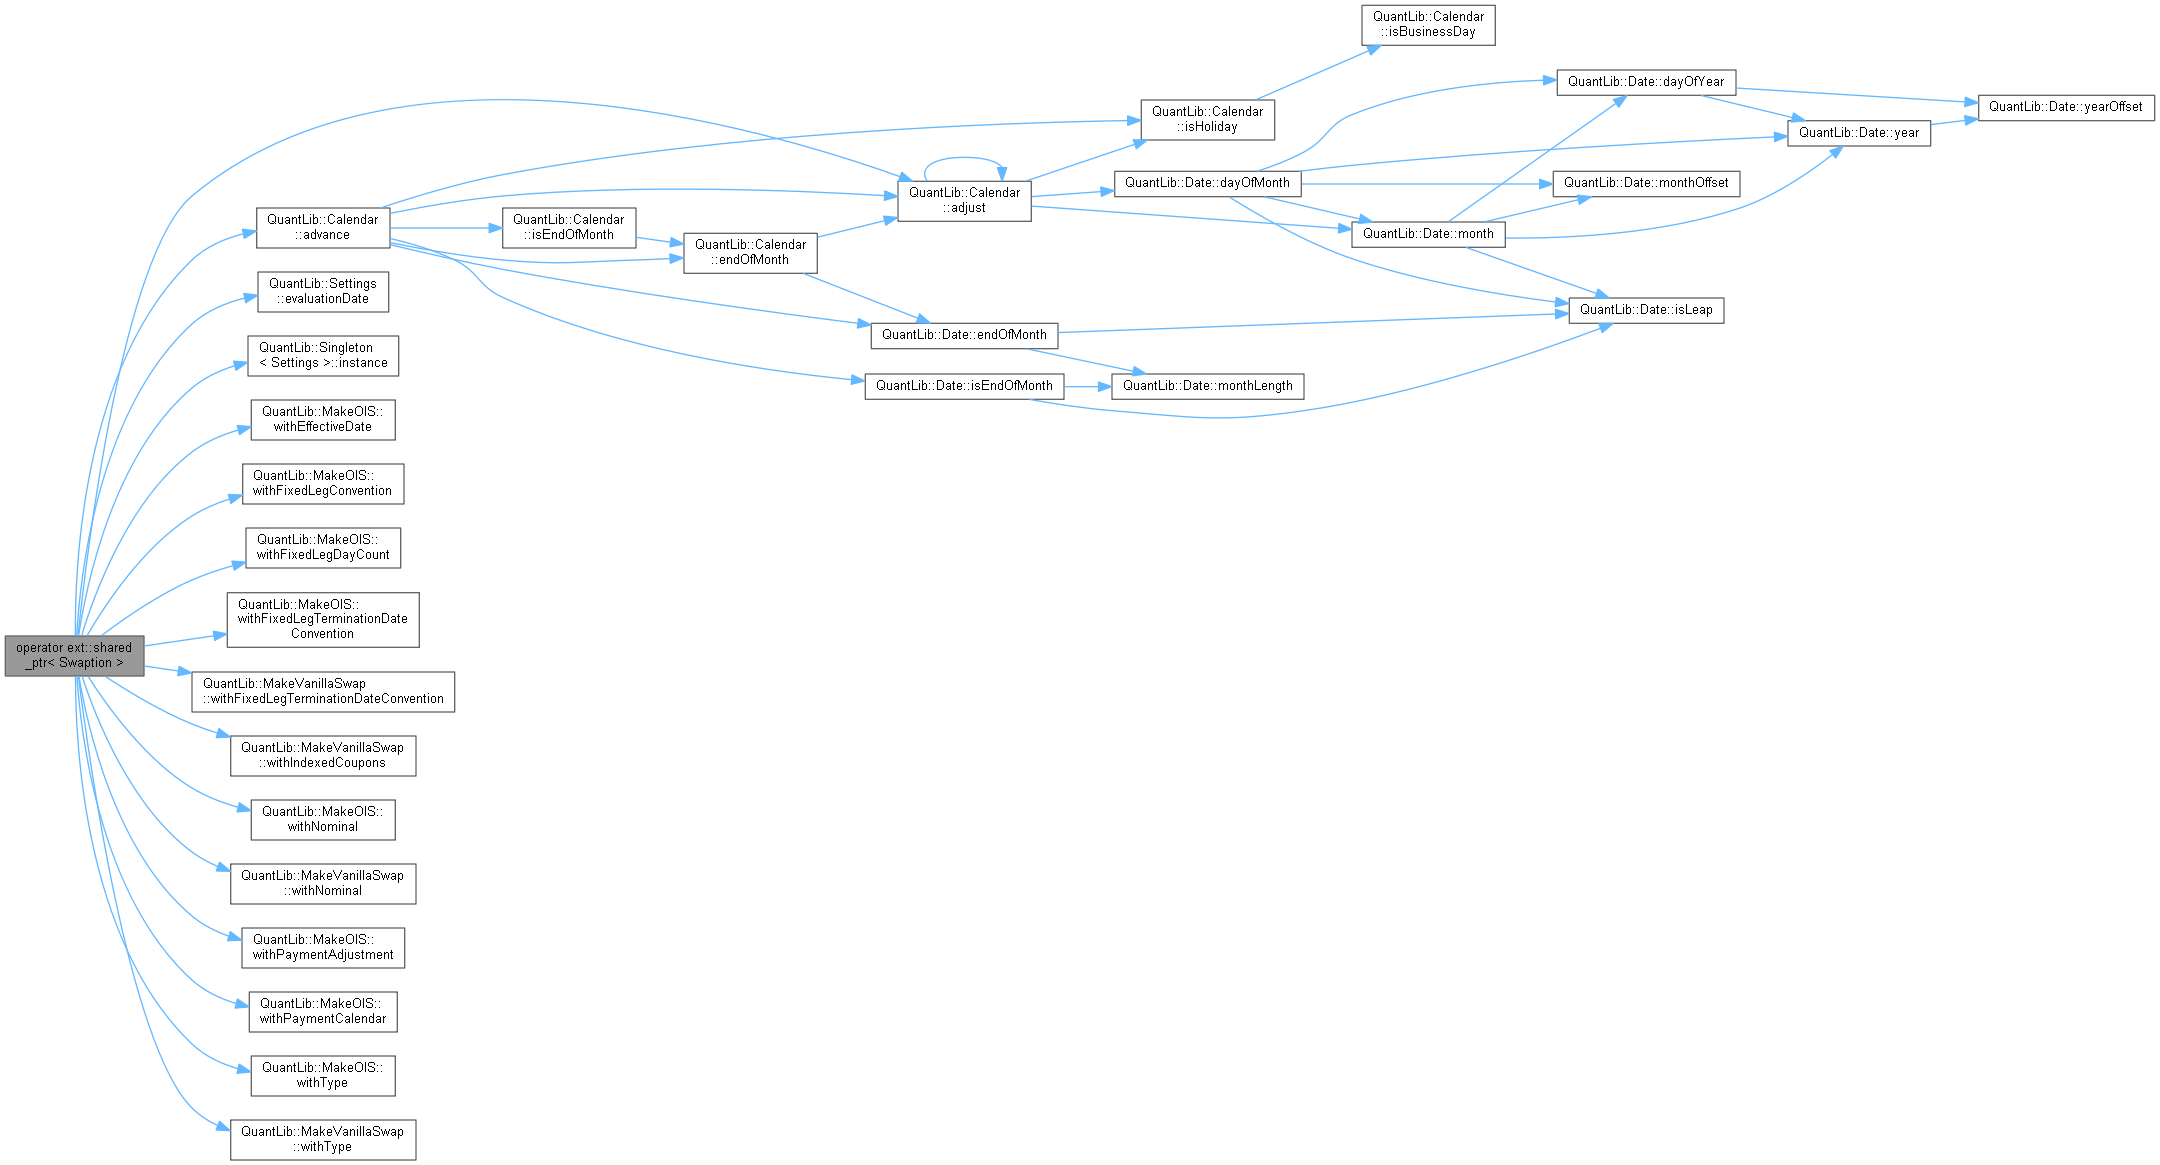 operator ext::shared
_ptr< Swaption >
QuantLib::Calendar
::advance
QuantLib::Settings
::evaluationDate
QuantLib::Singleton
< Settings >::instance
QuantLib::MakeOIS::
withEffectiveDate
QuantLib::MakeOIS::
withFixedLegConvention
QuantLib::MakeOIS::
withFixedLegDayCount
QuantLib::MakeOIS::
withFixedLegTerminationDate
Convention
QuantLib::MakeVanillaSwap
::withFixedLegTerminationDateConvention
QuantLib::MakeVanillaSwap
::withIndexedCoupons
QuantLib::MakeOIS::
withNominal
QuantLib::MakeVanillaSwap
::withNominal
QuantLib::MakeOIS::
withPaymentAdjustment
QuantLib::MakeOIS::
withPaymentCalendar
QuantLib::MakeOIS::
withType
QuantLib::MakeVanillaSwap
::withType
QuantLib::Calendar
::isEndOfMonth
QuantLib::Calendar
::endOfMonth
QuantLib::Calendar
::adjust
QuantLib::Date::endOfMonth
QuantLib::Date::isEndOfMonth
QuantLib::Calendar
::isHoliday
QuantLib::Date::dayOfMonth
QuantLib::Date::monthLength
QuantLib::Calendar
::isBusinessDay
QuantLib::Date::month
QuantLib::Date::dayOfYear
QuantLib::Date::monthOffset
QuantLib::Date::isLeap
QuantLib::Date::year
QuantLib::Date::yearOffset